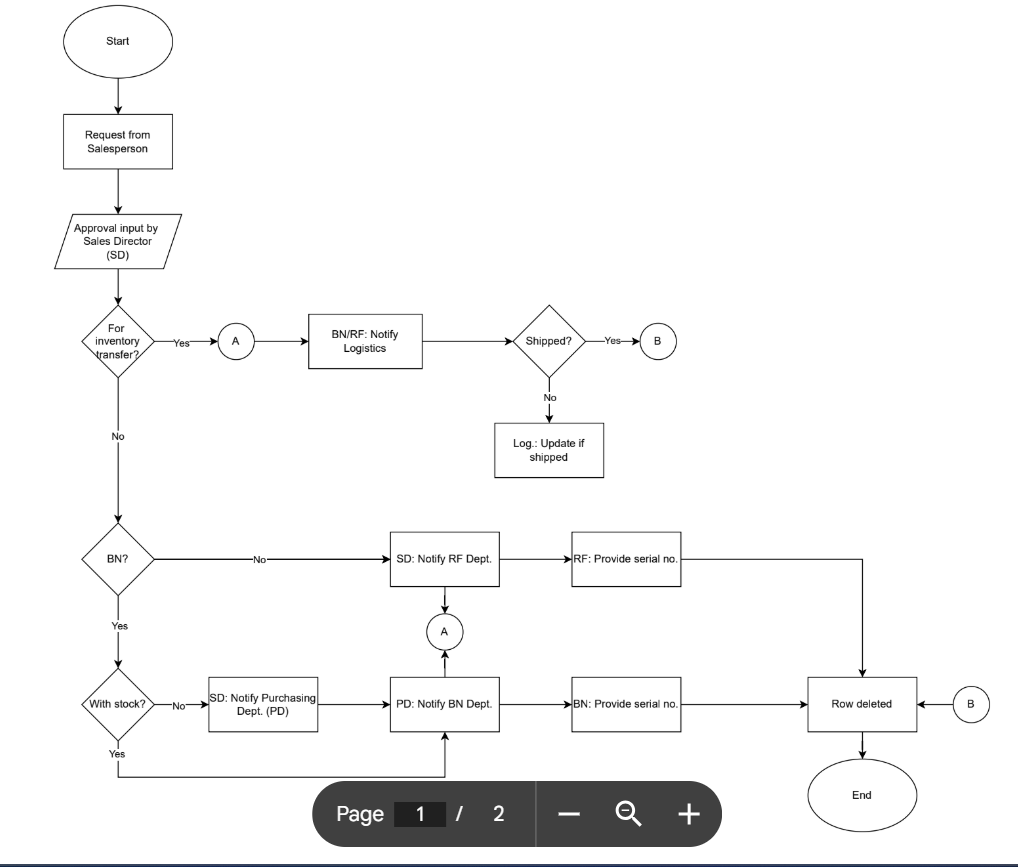 Start
Request from
Salesperson
Approval input by
Sales Director
(SD)
For
inventory
transfer?
Yes
A
BN/RF: Notify
Logistics
Shipped?
Yes
B
No
Log.: Update if
shipped
No
BN?
No
SD: Notify RF Dept.
RF: Provide serial no.
Yes
A
With stock?
No
SD: Notify Purchasing
Dept. (PD)
PD: Notify BN Dept.
BN: Provide serial no.
Row deleted
B
Yes
End
Page 1 / 2